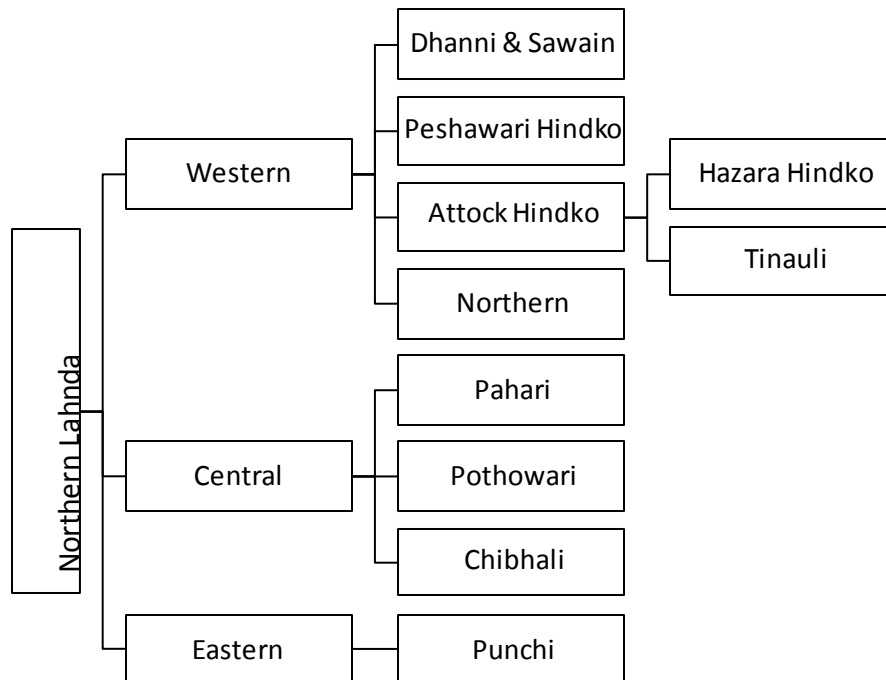 Northern Lahnda
Western
Dhanni & Sawain
Peshawari Hindko
Attock Hindko
Hazara Hindko
Tinauli
Northern
Central
Pahari
Pothowari
Chibhali
Eastern
Punchi